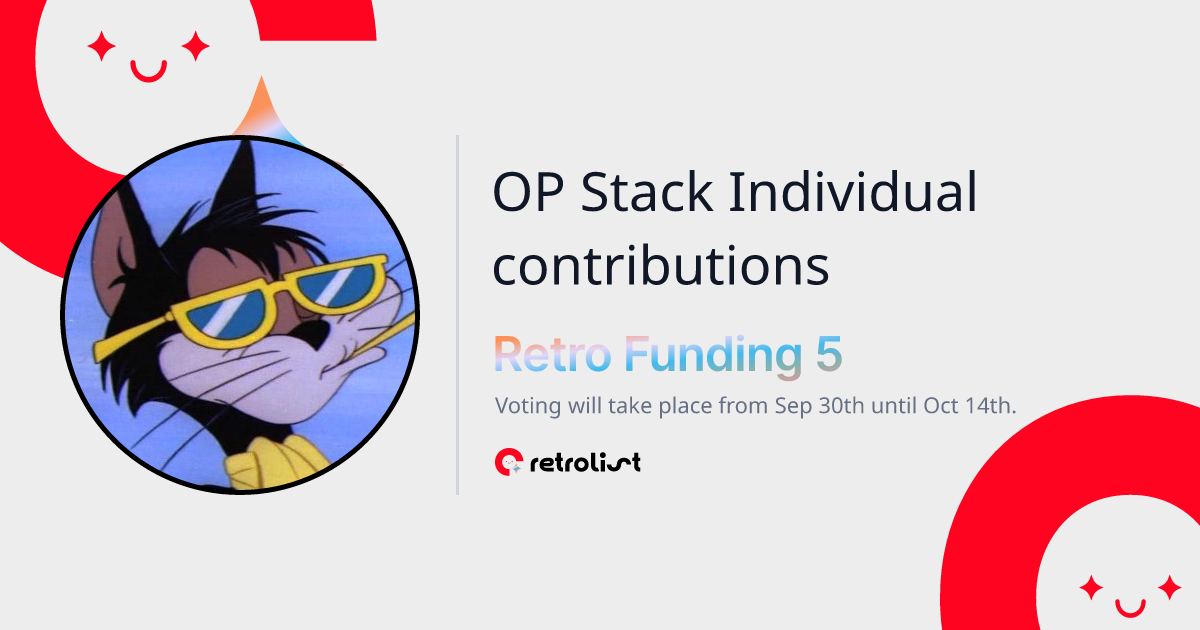 OP Stack Individual
contributions
Retro Funding 5
Voting will take place from Sep 30th until Oct 14th.
retrolist